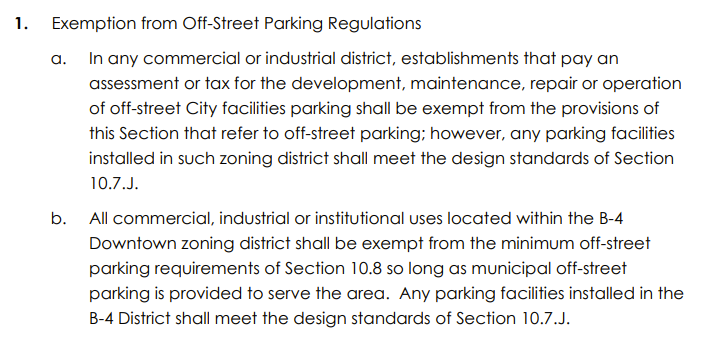 1. Exemption from Off-Street Parking Regulations
a. In any commercial or industrial district, establishments that pay an
assessment or tax for the development, maintenance, repair or operation
of off-street City facilities parking shall be exempt from the provisions of
this Section that refer to off-street parking; however, any parking facilities
installed in such zoning district shall meet the design standards of Section
10.7.J.
b. All commercial, industrial or institutional uses located within the B-4
Downtown zoning district shall be exempt from the minimum off-street
parking requirements of Section 10.8 so long as municipal off-street
parking is provided to serve the area. Any parking facilities installed in the
B-4 District shall meet the design standards of Section 10.7.J.